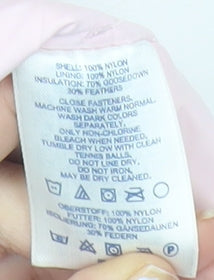 SHELL: 100% NYLON
LINING: 100% NYLON
INSULATION: 70% GOOSEDOWN
30% FEATHERS
CLOSE FASTENERS.
MACHINE WASH WARM NORMAL.
WASH DARK COLORS
SEPARATELY,
ONLY NON-CHLORINE
BLEACH WHEN NEEDED,
TUMBLE DRY LOW WITH CLEAN
TENNIS BALLS,
DO NOT LINE DRY,
DO NOT IRON,
MAY BE DRY CLEANED.
OBERSTOFF: 100% NYLON
FUTTER: 100% NYLON
ISOLIERUNG: 70% GÄNSEDAUNEN
30% FEDERN